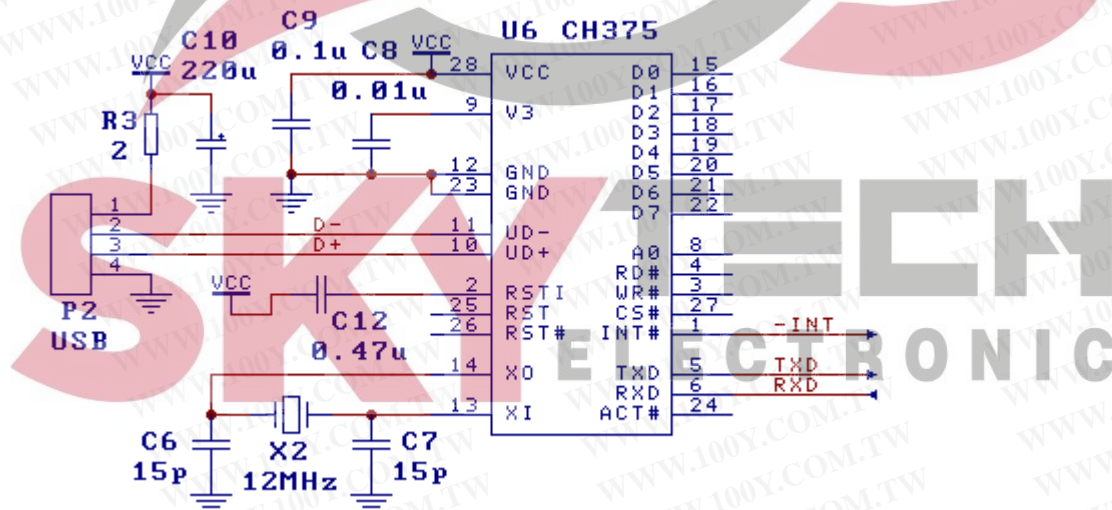 U6 CH375
C9
0.1u
C8
0.01u
VCC
C10
220u
VCC
R3
2
1
2
3
4
P2
USB
D-
D+
VCC
C12
0.47u
C6
15p
X2
12MHz
C7
15p
28 VCC
9 V3
12 GND
23 GND
11 UD-
10 UD+
2 RSTI
25 RST
26 RST#
14 XO
13 XI
D0 15
D1 16
D2 17
D3 18
D4 19
D5 20
D6 21
D7 22
A0 8
RD# 4
WR# 3
CS# 27
INT# 1 -INT
TXD 5 TXD
RXD 6 RXD
ACT# 24
SKYTECH
ELECTRONIC
WWW.100Y.COM.TW